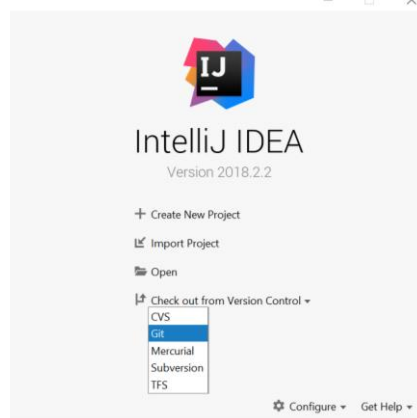 IJ
IntelliJ IDEA
Version 2018.2.2
Create New Project
Import Project
Open
Check out from Version Control
CVS
Git
Mercurial
Subversion
TFS
Configure Get Help